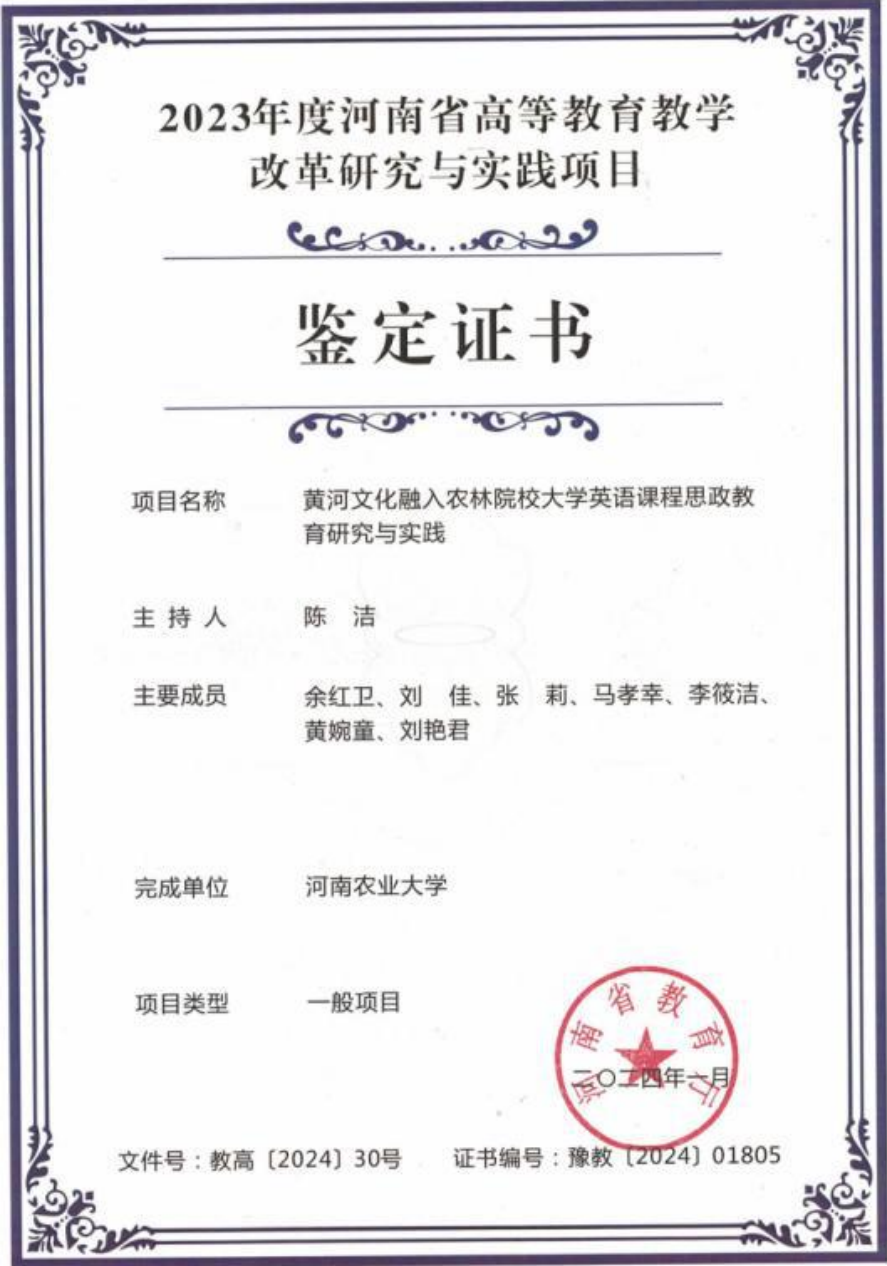 2023年度河南省高等教育教学
改革研究与实践项目
鉴定证书
项目名称 黄河文化融入农林院校大学英语课程思政教
育研究与实践
主 持 人 陈 洁
主要成员 余红卫、刘 佳、张 莉、马孝幸、李筱洁、
黄婉童、刘艳君
完成单位 河南农业大学
项目类型 一般项目
河南省教育厅
二〇二四年一月
文件号：教高〔2024〕30号 证书编号：豫教〔2024〕01805